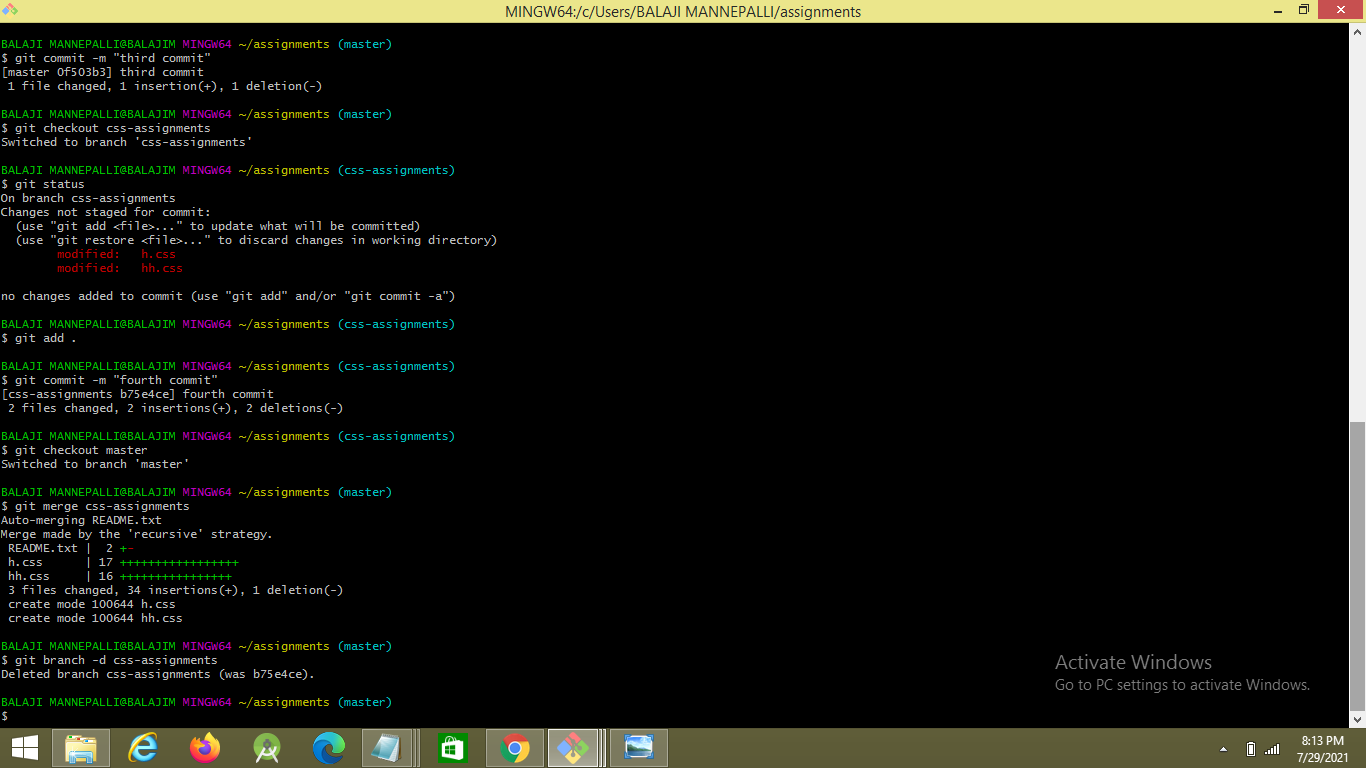 MINGW64:/c/Users/BALAJI MANNEPALLI/assignments
BALAJI MANNEPALLI@BALAJIM MINGW64 ~/assignments (master)
$ git commit -m "third commit"
[master 0f503b3] third commit
 1 file changed, 1 insertion(+), 1 deletion(-)
BALAJI MANNEPALLI@BALAJIM MINGW64 ~/assignments (master)
$ git checkout css-assignments
Switched to branch 'css-assignments'
BALAJI MANNEPALLI@BALAJIM MINGW64 ~/assignments (css-assignments)
$ git status
On branch css-assignments
Changes not staged for commit:
  (use "git add <file>..." to update what will be committed)
  (use "git restore <file>..." to discard changes in working directory)
        modified:   h.css
        modified:   hh.css
no changes added to commit (use "git add" and/or "git commit -a")
BALAJI MANNEPALLI@BALAJIM MINGW64 ~/assignments (css-assignments)
$ git add .
BALAJI MANNEPALLI@BALAJIM MINGW64 ~/assignments (css-assignments)
$ git commit -m "fourth commit"
[css-assignments b75e4ce] fourth commit
 2 files changed, 2 insertions(+), 2 deletions(-)
BALAJI MANNEPALLI@BALAJIM MINGW64 ~/assignments (css-assignments)
$ git checkout master
Switched to branch 'master'
BALAJI MANNEPALLI@BALAJIM MINGW64 ~/assignments (master)
$ git merge css-assignments
Auto-merging README.txt
Merge made by the 'recursive' strategy.
 README.txt |  2 +-
 h.css      | 17 +++++++++++++++++
 hh.css     | 16 ++++++++++++++++
 3 files changed, 34 insertions(+), 1 deletion(-)
 create mode 100644 h.css
 create mode 100644 hh.css
BALAJI MANNEPALLI@BALAJIM MINGW64 ~/assignments (master)
$ git branch -d css-assignments
Deleted branch css-assignments (was b75e4ce).
BALAJI MANNEPALLI@BALAJIM MINGW64 ~/assignments (master)
$
Activate Windows
Go to PC settings to activate Windows.
8:13 PM
7/29/2021